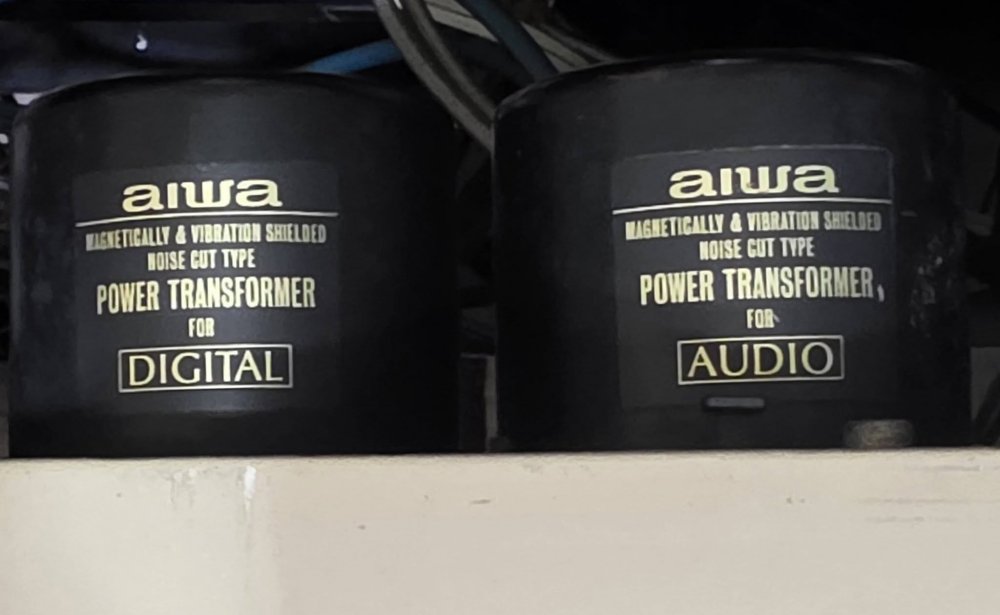 aiwa
MAGNETICALLY & VIBRATION SHIELDED
NOISE CUT TYPE
POWER TRANSFORMER
FOR
DIGITAL
aiwa
MAGNETICALLY & VIBRATION SHIELDED
NOISE CUT TYPE
POWER TRANSFORMER
FOR
AUDIO